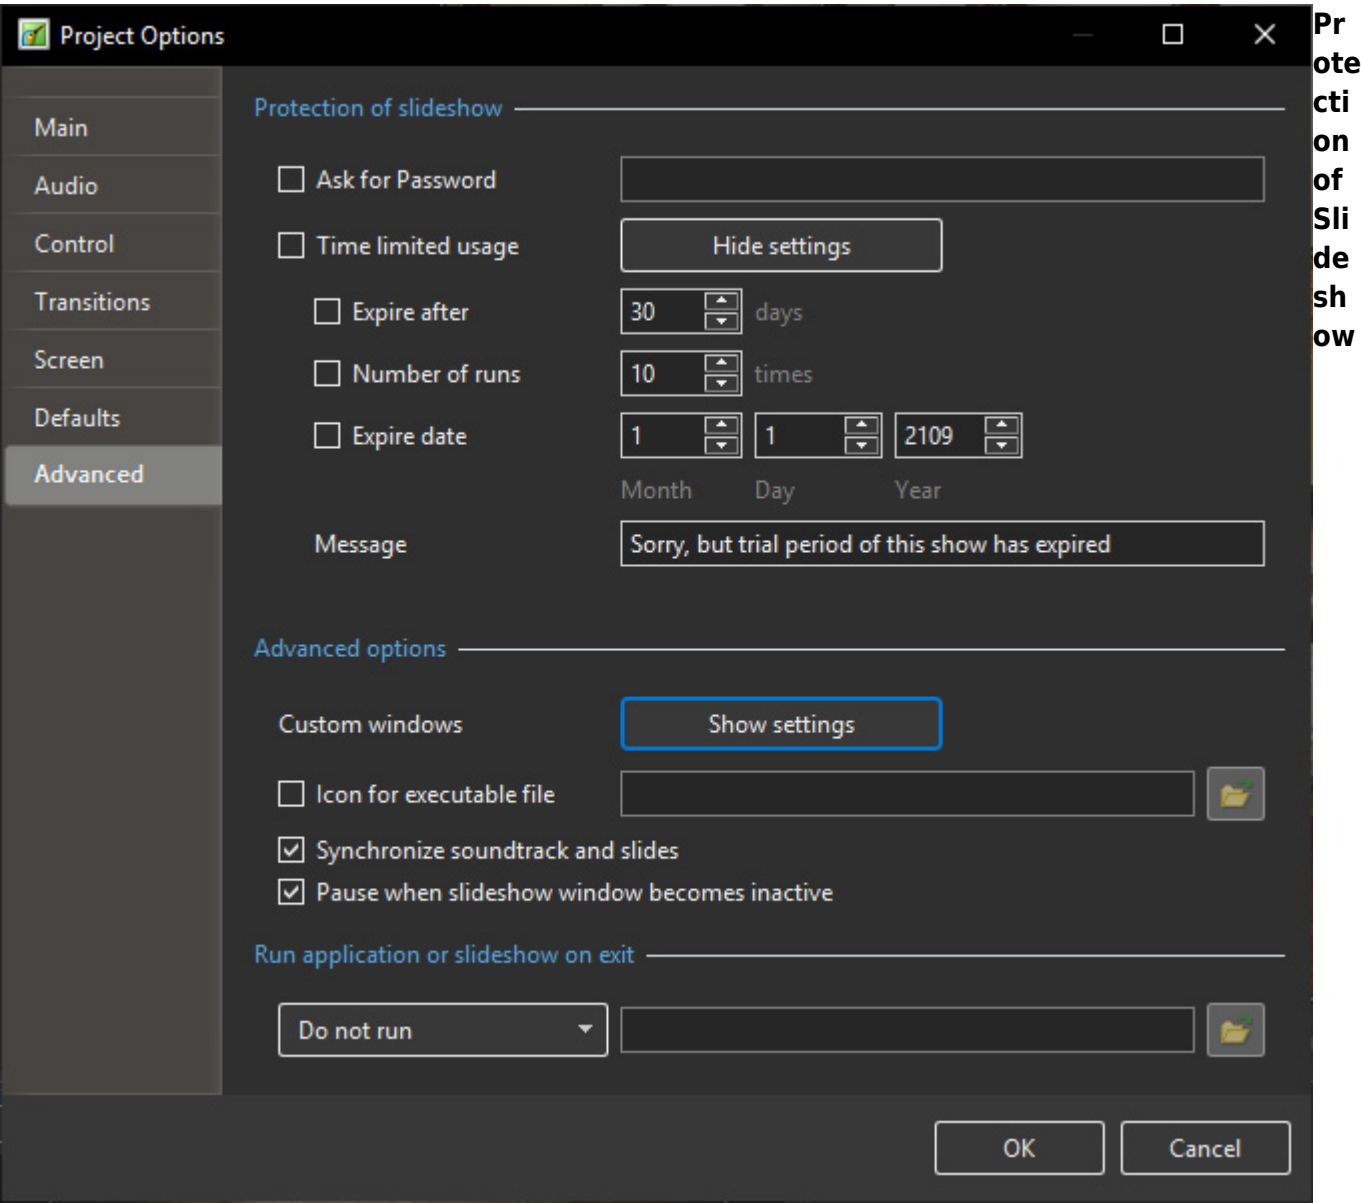 Project Options
Main
Audio
Control
Transitions
Screen
Defaults
Advanced
Protection of slideshow
Ask for Password
Time limited usage Hide settings
Expire after 30 days
Number of runs 10 times
Expire date 1 1 2109
Month Day Year
Message Sorry, but trial period of this show has expired
Advanced options
Custom windows Show settings
Icon for executable file
Synchronize soundtrack and slides
Pause when slideshow window becomes inactive
Run application or slideshow on exit
Do not run
OK Cancel
Pr
ote
cti
on
of
Sli
de
sh
ow